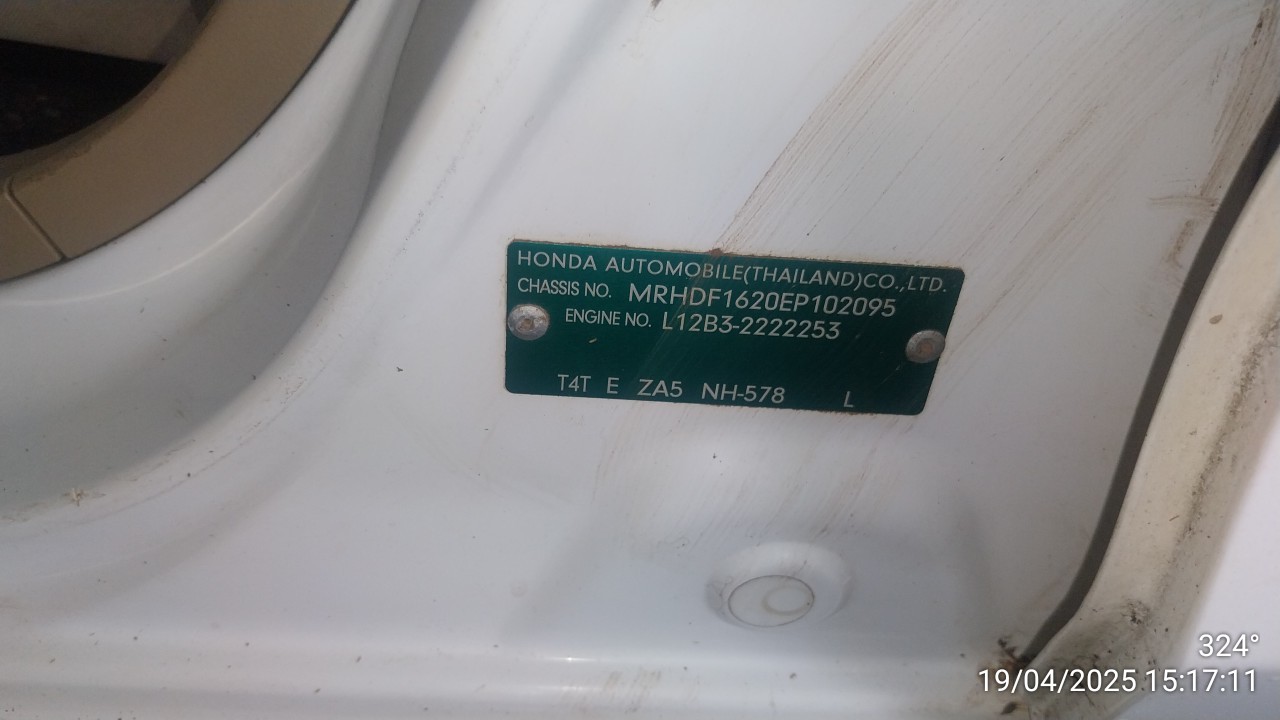 HONDA AUTOMOBILE(THAILAND)CO.,LTD.
CHASSIS NO. MRHDF1620EP102095
ENGINE NO. L12B3-2222253
T4T E ZA5 NH-578 L
324°
19/04/2025 15:17:11